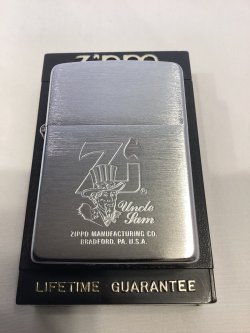 Zippo
Uncle
Sam
ZIPPO MANUFACTURING CO.
BRADFORD, PA. U.S.A.
LIFETIME GUARANTEE